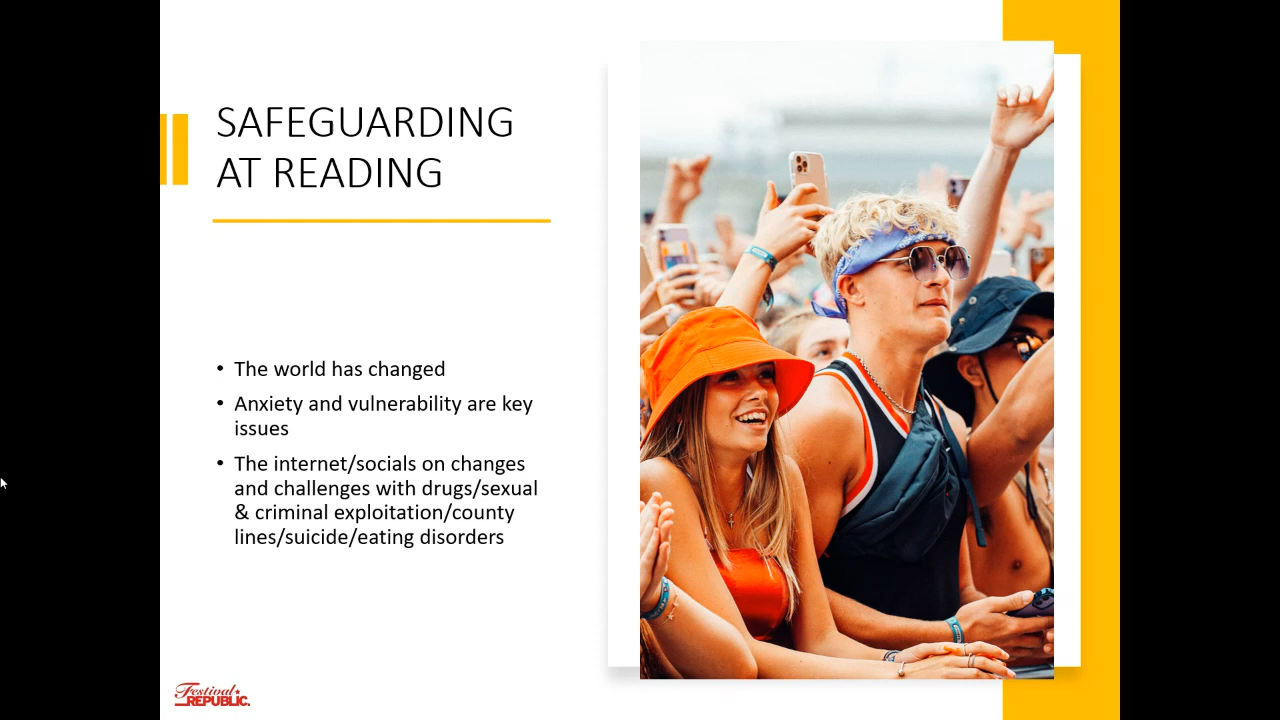 SAFEGUARDING
AT READING
• The world has changed
• Anxiety and vulnerability are key
issues
• The internet/socials on changes
and challenges with drugs/sexual
& criminal exploitation/county
lines/suicide/eating disorders
Festival
REPUBLIC.